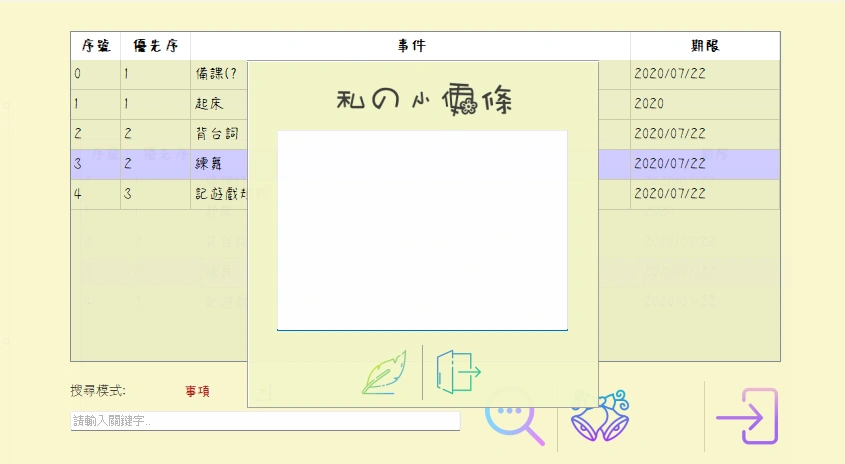 序號 優先序 事件 期限
0 1 備課(? 2020/07/22
1 1 起床 2020
2 2 背台詞 2020/07/22
3 2 練舞 2020/07/22
4 3 記遊戲 2020/07/22
私の小備條
搜尋模式: 事項
請輸入關鍵字..